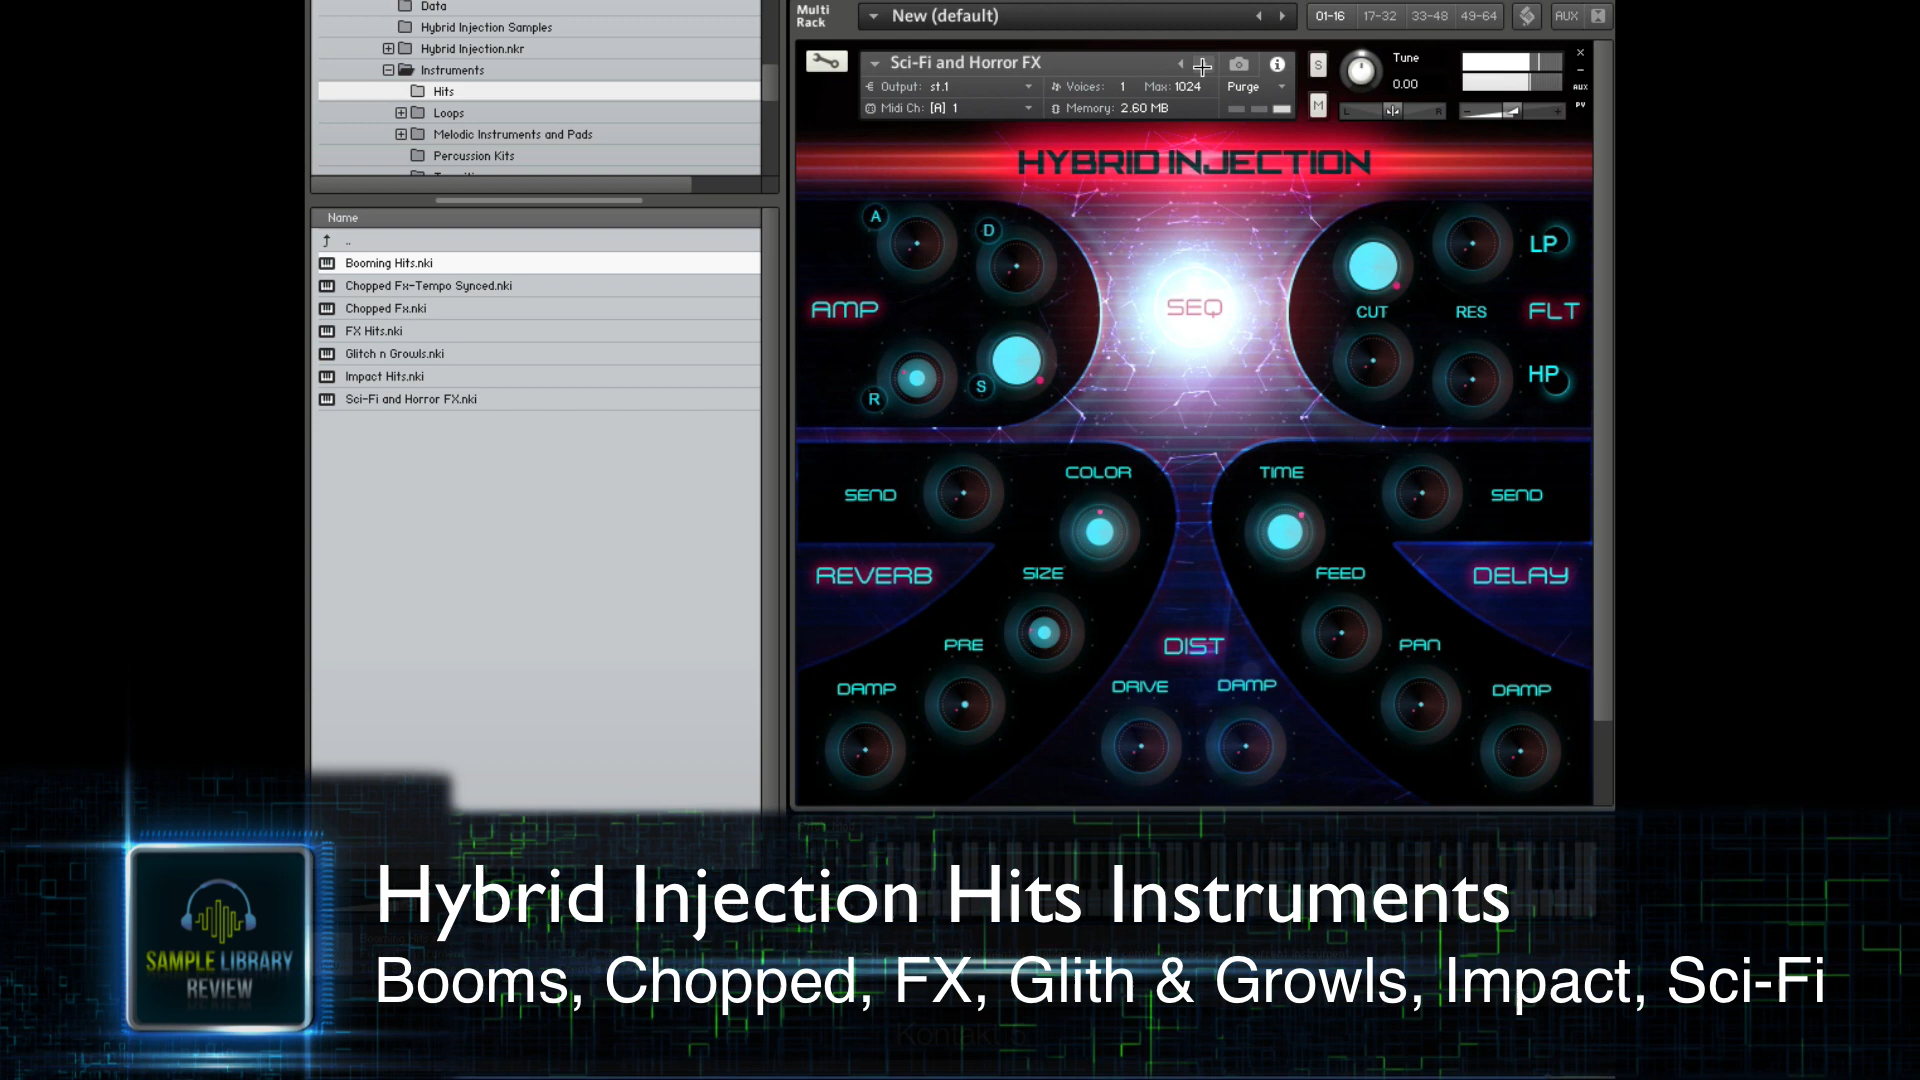 Data
Hybrid Injection Samples
Hybrid Injection.nkr
Instruments
Hits
Loops
Melodic Instruments and Pads
Percussion Kits
Name
..
Booming Hits.nki
Chopped Fx-Tempo Synced.nki
Chopped Fx.nki
FX Hits.nki
Glitch n Growls.nki
Impact Hits.nki
Sci-Fi and Horror FX.nki
Multi
Rack
New (default)
01-16 17-32 33-48 49-64
AUX
Sci-Fi and Horror FX
Output: st.1
Voices: 1 Max: 1024
Purge
Midi Ch: [A] 1
Memory: 2.60 MB
S
M
Tune
0.00
L R
- +
AUX
PV
HYBRID INJECTION
A
D
AMP
R
S
SEQ
CUT
RES
LP
FLT
HP
SEND
COLOR
TIME
SEND
REVERB
SIZE
FEED
DELAY
PRE
DIST
PAN
DAMP
DRIVE
DAMP
DAMP
SAMPLE LIBRARY
REVIEW
Hybrid Injection Hits Instruments
Booms, Chopped, FX, Glith & Growls, Impact, Sci-Fi
Kontakt 5